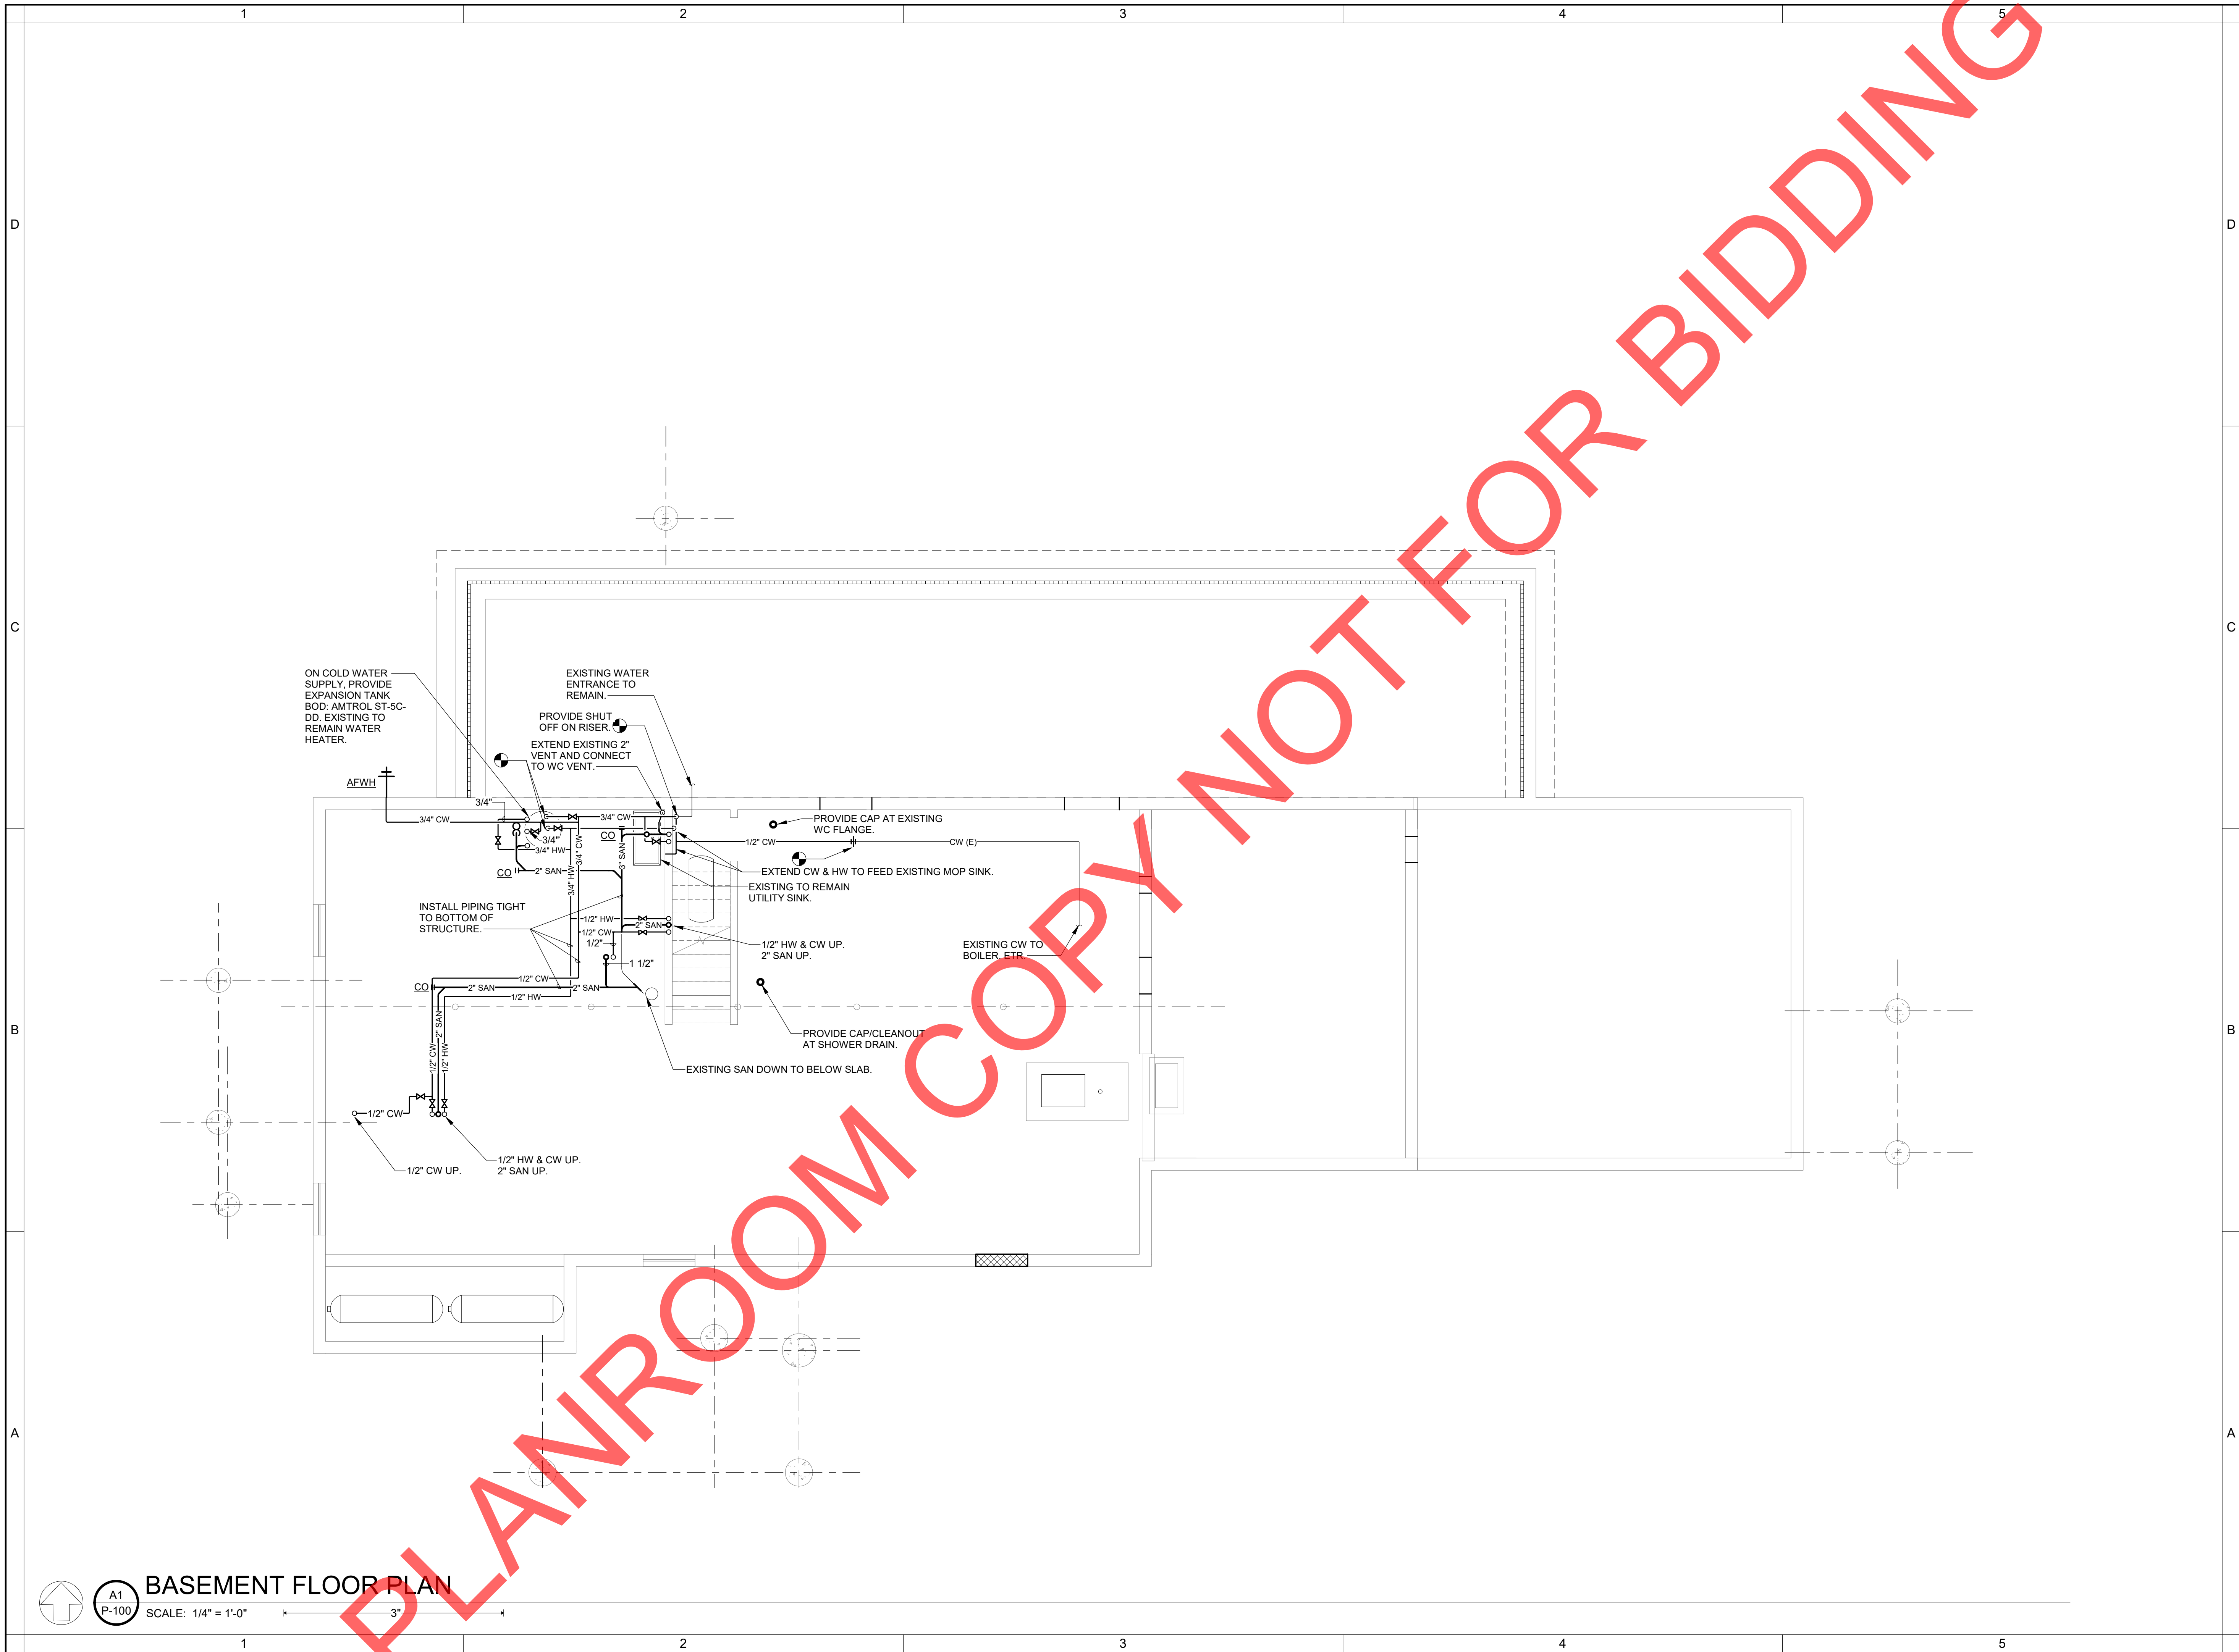 1 2 3 4 5
D D
C C
ON COLD WATER
SUPPLY, PROVIDE
EXPANSION TANK
BOD: AMTROL ST-5C-
DD. EXISTING TO
REMAIN WATER
HEATER.
EXISTING WATER
ENTRANCE TO
REMAIN.
PROVIDE SHUT
OFF ON RISER.
EXTEND EXISTING 2"
VENT AND CONNECT
TO WC VENT.
AFWH
3/4"
3/4" CW
3/4" CW
3/4"
3/4" HW
3/4" CW
3/4" HW
CO
3" SAN
CO
2" SAN
1/2" CW
CW (E)
PROVIDE CAP AT EXISTING
WC FLANGE.
EXTEND CW & HW TO FEED EXISTING MOP SINK.
EXISTING TO REMAIN
UTILITY SINK.
INSTALL PIPING TIGHT
TO BOTTOM OF
STRUCTURE.
1/2" HW
2" SAN
1/2" CW
1/2"
1 1/2"
1/2" HW & CW UP.
2" SAN UP.
EXISTING CW TO
BOILER, ETR.
1/2" CW
CO
2" SAN
2" SAN
1/2" HW
1/2" CW
2" SAN
1/2" HW
B B
PROVIDE CAP/CLEANOUT
AT SHOWER DRAIN.
EXISTING SAN DOWN TO BELOW SLAB.
1/2" CW
1/2" CW UP.
1/2" HW & CW UP.
2" SAN UP.
A A
PLANROOM COPY NOT FOR BIDDING
A1
P-100
BASEMENT FLOOR PLAN
SCALE: 1/4" = 1'-0"
3"
1 2 3 4 5